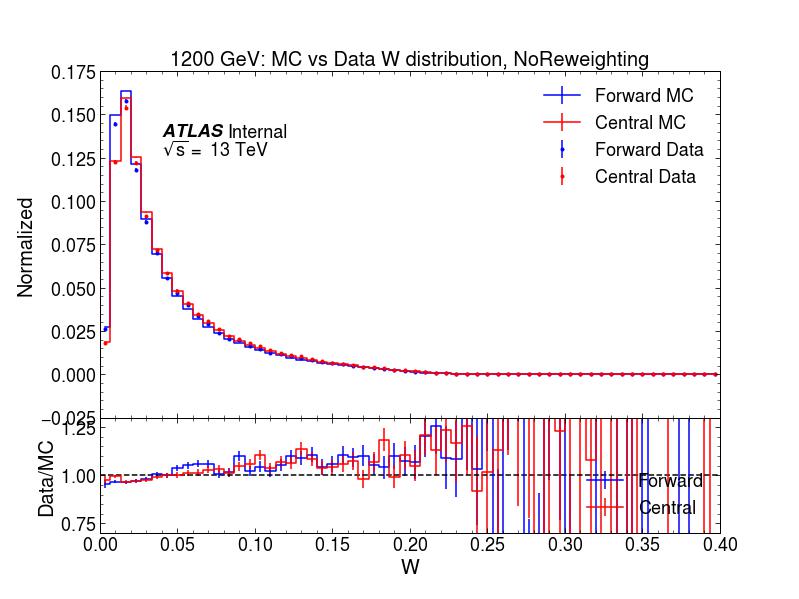 1200 GeV: MC vs Data W distribution, NoReweighting
0.175
0.150
0.125
0.100
0.075
0.050
0.025
0.000
−0.025
Normalized
ATLAS Internal
√s = 13 TeV
Forward MC
Central MC
Forward Data
Central Data
1.25
1.00
0.75
Data/MC
Forward
Central
0.00 0.05 0.10 0.15 0.20 0.25 0.30 0.35 0.40
W